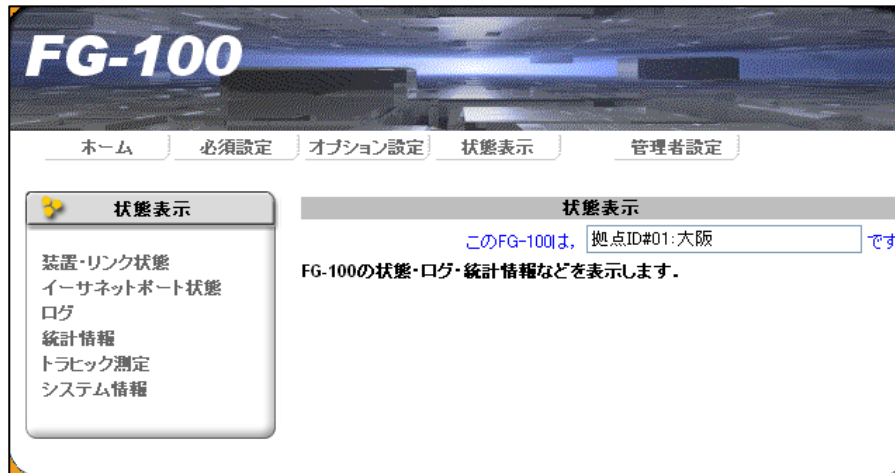 FG-100
ホーム 必須設定 オプション設定 状態表示 管理者設定
状態表示
装置・リンク状態
イーサネットポート状態
ログ
統計情報
トラヒック測定
システム情報
状態表示
このFG-100は， 拠点ID#01:大阪 です
FG-100の状態・ログ・統計情報などを表示します．